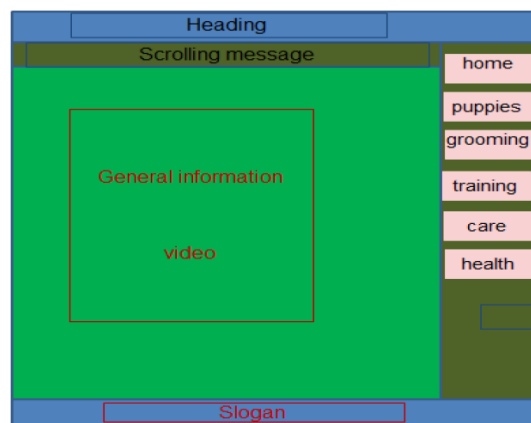 Heading
Scrolling message
General information
video
home
puppies
grooming
training
care
health
Slogan